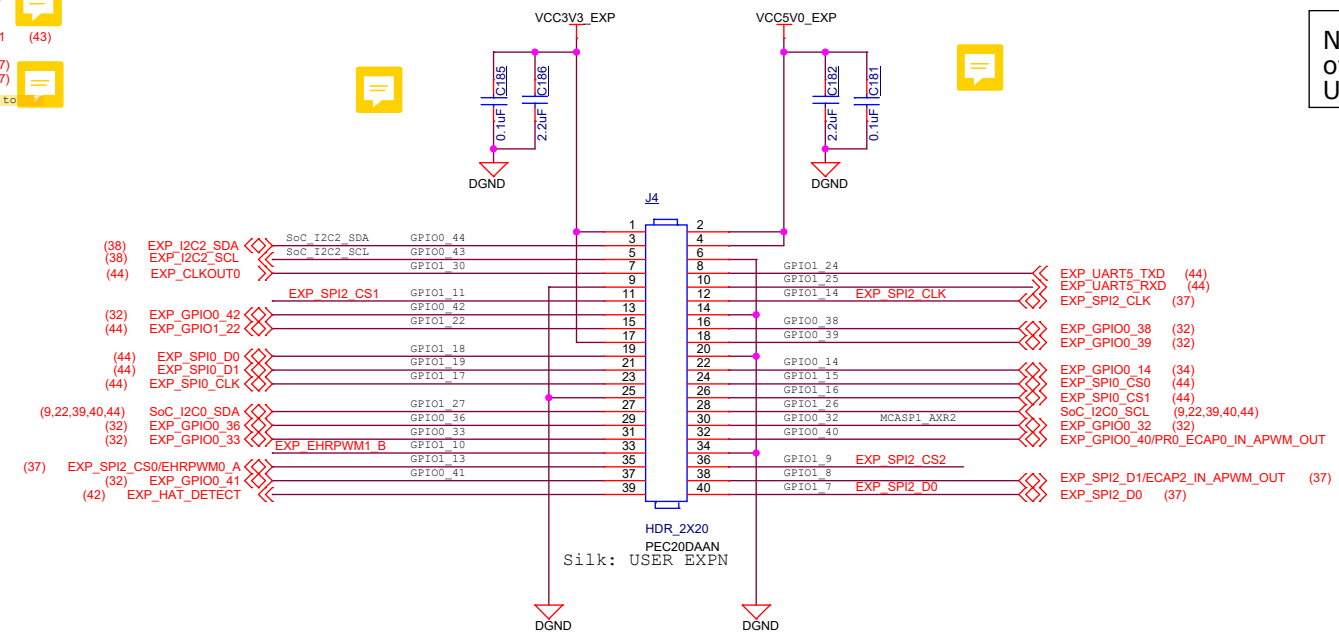 VCC3V3_EXP
VCC5V0_EXP
1 (43)
7)
7)
to
N
o
U
C185
0.1uF
C186
2.2uF
C182
2.2uF
C181
0.1uF
DGND
DGND
J4
1 2
(38) EXP_I2C2_SDA SoC_I2C2_SDA GPIO0_44 3 4
(38) EXP_I2C2_SCL SoC_I2C2_SCL GPIO0_43 5 6
(44) EXP_CLKOUT0 GPIO1_30 7 8 GPIO1_24 EXP_UART5_TXD (44)
9 10 GPIO1_25 EXP_UART5_RXD (44)
EXP_SPI2_CS1 GPIO1_11 11 12 GPIO1_14 EXP_SPI2_CLK EXP_SPI2_CLK (37)
(32) EXP_GPIO0_42 GPIO0_42 13 14
(44) EXP_GPIO1_22 GPIO1_22 15 16 GPIO0_38 EXP_GPIO0_38 (32)
17 18 GPIO0_39 EXP_GPIO0_39 (32)
(44) EXP_SPI0_D0 GPIO1_18 19 20
(44) EXP_SPI0_D1 GPIO1_19 21 22 GPIO0_14 EXP_GPIO0_14 (34)
(44) EXP_SPI0_CLK GPIO1_17 23 24 GPIO1_15 EXP_SPI0_CS0 (44)
25 26 GPIO1_16 EXP_SPI0_CS1 (44)
(9,22,39,40,44) SoC_I2C0_SDA GPIO1_27 27 28 GPIO1_26 SoC_I2C0_SCL (9,22,39,40,44)
(32) EXP_GPIO0_36 GPIO0_36 29 30 GPIO0_32 MCASP1_AXR2 EXP_GPIO0_32 (32)
(32) EXP_GPIO0_33 GPIO0_33 31 32 GPIO0_40 EXP_GPIO0_40/PR0_ECAP0_IN_APWM_OUT
EXP_EHRPWM1_B GPIO1_10 33 34
(37) EXP_SPI2_CS0/EHRPWM0_A GPIO1_13 35 36 GPIO1_9 EXP_SPI2_CS2
(32) EXP_GPIO0_41 GPIO0_41 37 38 GPIO1_8 EXP_SPI2_D1/ECAP2_IN_APWM_OUT (37)
(42) EXP_HAT_DETECT 39 40 GPIO1_7 EXP_SPI2_D0 EXP_SPI2_D0 (37)
HDR_2X20
PEC20DAAN
Silk: USER EXPN
DGND
DGND